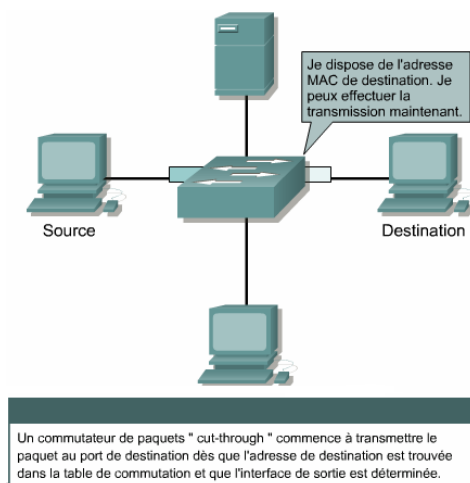 Je dispose de l'adresse
MAC de destination. Je
peux effectuer la
transmission maintenant.
Source
Destination
Un commutateur de paquets " cut-through " commence à transmettre le
paquet au port de destination dès que l'adresse de destination est trouvée
dans la table de commutation et que l'interface de sortie est déterminée.